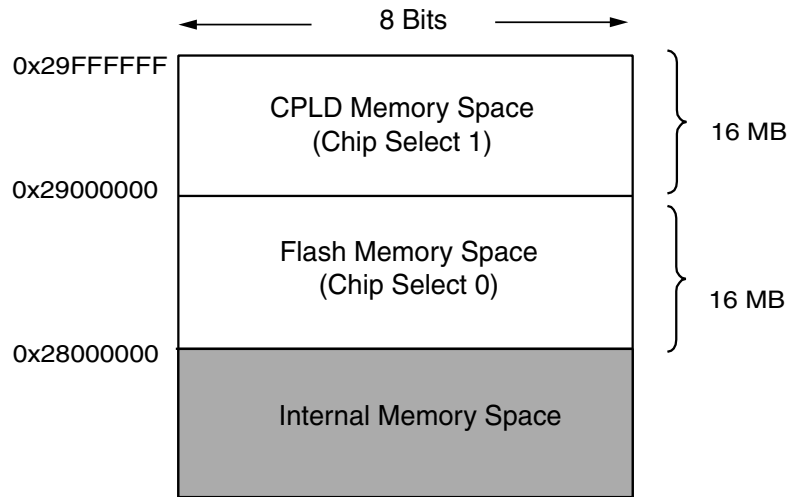 8 Bits
0x29FFFFFF
CPLD Memory Space
(Chip Select 1)
16 MB
0x29000000
Flash Memory Space
(Chip Select 0)
16 MB
0x28000000
Internal Memory Space